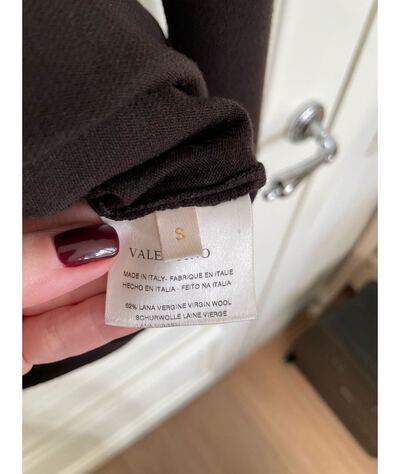 S
MADE IN ITALY- FABRIQUE EN ITALIE
HECHO EN ITALIA - FEITO NA ITALIA
LANA VERGINE VIRGIN WOOL
SCHURWOLLE LAINE VIERGE